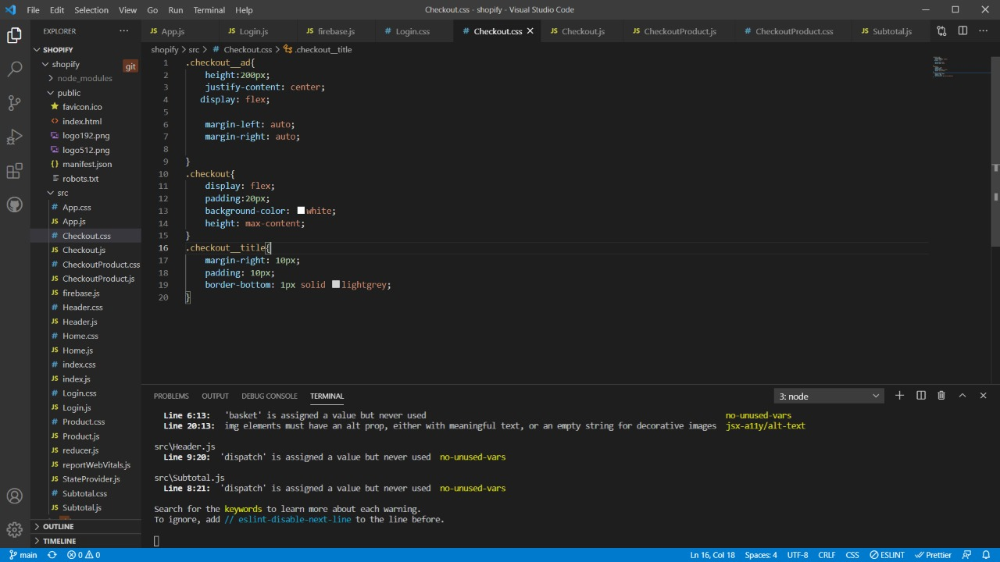 File Edit Selection View Go Run Terminal Help Checkout.css - shopify - Visual Studio Code
EXPLORER
SHOPIFY
shopify git
node_modules
public
favicon.ico
index.html
logo192.png
logo512.png
manifest.json
robots.txt
src
App.css
App.js
Checkout.css
Checkout.js
CheckoutProduct.css
CheckoutProduct.js
firebase.js
Header.css
Header.js
Home.css
Home.js
index.css
index.js
Login.css
Login.js
Product.css
Product.js
reducer.js
reportWebVitals.js
StateProvider.js
Subtotal.css
Subtotal.js
OUTLINE
TIMELINE
App.js Login.js firebase.js Login.css Checkout.css Checkout.js CheckoutProduct.js CheckoutProduct.css Subtotal.js
shopify > src > # Checkout.css > .checkout__title
1 .checkout__ad{
2 height:200px;
3 justify-content: center;
4 display: flex;
5
6 margin-left: auto;
7 margin-right: auto;
8
9 }
10 .checkout{
11 display: flex;
12 padding:20px;
13 background-color: white;
14 height: max-content;
15 }
16 .checkout__title{
17 margin-right: 10px;
18 padding: 10px;
19 border-bottom: 1px solid lightgrey;
20 }
PROBLEMS OUTPUT DEBUG CONSOLE TERMINAL 3: node
Line 6:13: 'basket' is assigned a value but never used no-unused-vars
Line 20:13: img elements must have an alt prop, either with meaningful text, or an empty string for decorative images jsx-a11y/alt-text
src\Header.js
Line 9:20: 'dispatch' is assigned a value but never used no-unused-vars
src\Subtotal.js
Line 8:21: 'dispatch' is assigned a value but never used no-unused-vars
Search for the keywords to learn more about each warning.
To ignore, add // eslint-disable-next-line to the line before.
main 0 0 Ln 16, Col 18 Spaces: 4 UTF-8 CRLF CSS ESLINT Prettier